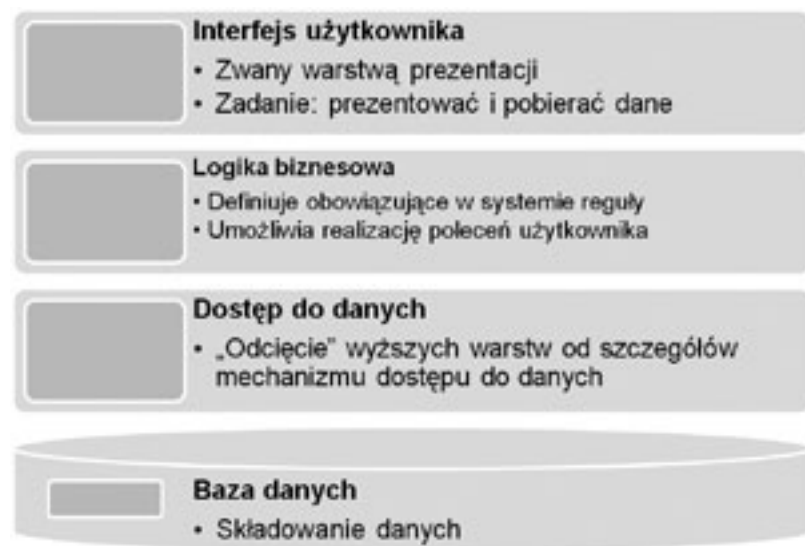 Interfejs użytkownika
• Zwany warstwą prezentacji
• Zadanie: prezentować i pobierać dane
Logika biznesowa
• Definiuje obowiązujące w systemie reguły
• Umożliwia realizację poleceń użytkownika
Dostęp do danych
• „Odcięcie” wyższych warstw od szczegółów
mechanizmu dostępu do danych
Baza danych
• Składowanie danych